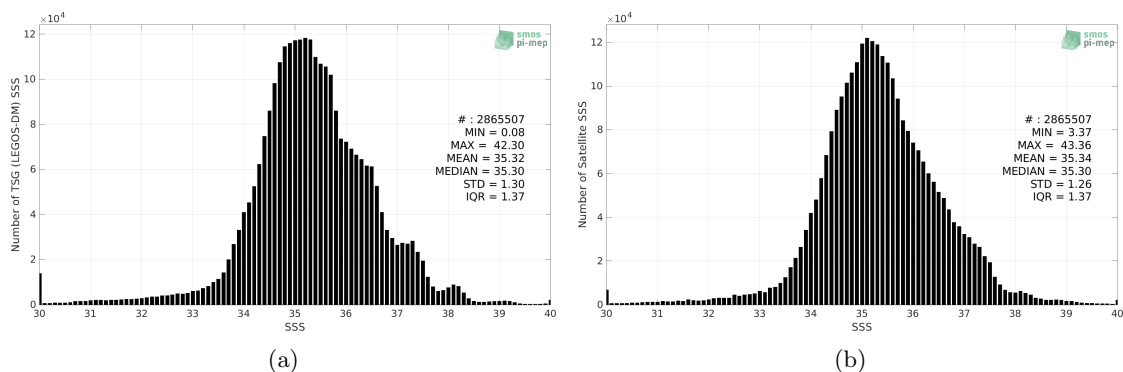 ×10⁴
12
10
8
6
4
2
0
30 31 32 33 34 35 36 37 38 39 40
SSS
Number of TSG (LEGOS-DM) SSS
smos
pi-mep
# : 2865507
MIN = 0.08
MAX = 42.30
MEAN = 35.32
MEDIAN = 35.30
STD = 1.30
IQR = 1.37
(a)
×10⁴
12
10
8
6
4
2
0
30 31 32 33 34 35 36 37 38 39 40
SSS
Number of Satellite SSS
smos
pi-mep
# : 2865507
MIN = 3.37
MAX = 43.36
MEAN = 35.34
MEDIAN = 35.30
STD = 1.26
IQR = 1.37
(b)